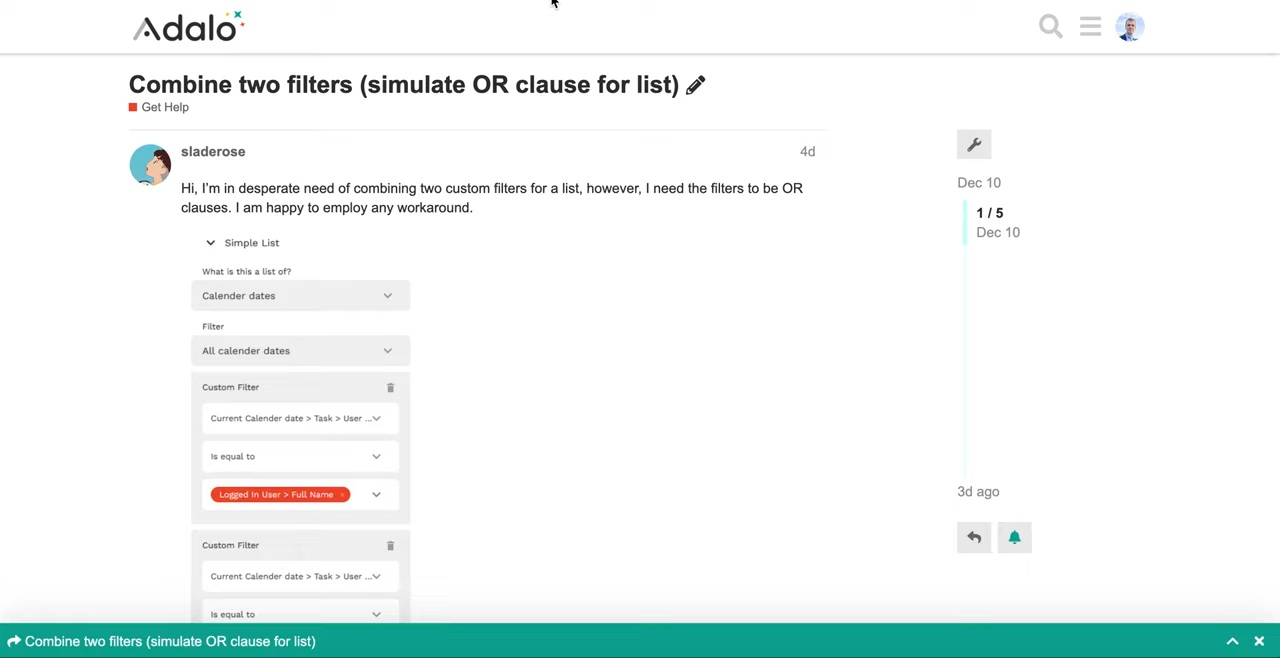 Adalo
Combine two filters (simulate OR clause for list)
Get Help
sladerose
4d
Hi, I'm in desperate need of combining two custom filters for a list, however, I need the filters to be OR
clauses. I am happy to employ any workaround.
Simple List
What is this a list of?
Calender dates
Filter
All calender dates
Custom Filter
Current Calender date > Task > User ...
Is equal to
Logged In User > Full Name ×
Custom Filter
Current Calender date > Task > User ...
Is equal to
Dec 10
1 / 5
Dec 10
3d ago
Combine two filters (simulate OR clause for list)